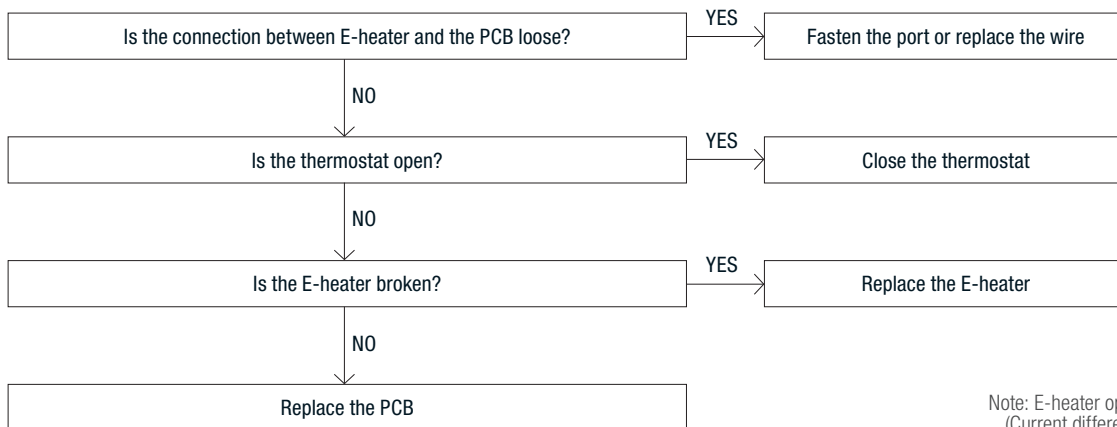 Is the connection between E-heater and the PCB loose?
YES
Fasten the port or replace the wire
NO
Is the thermostat open?
YES
Close the thermostat
NO
Is the E-heater broken?
YES
Replace the E-heater
NO
Replace the PCB
Note: E-heater
(Current